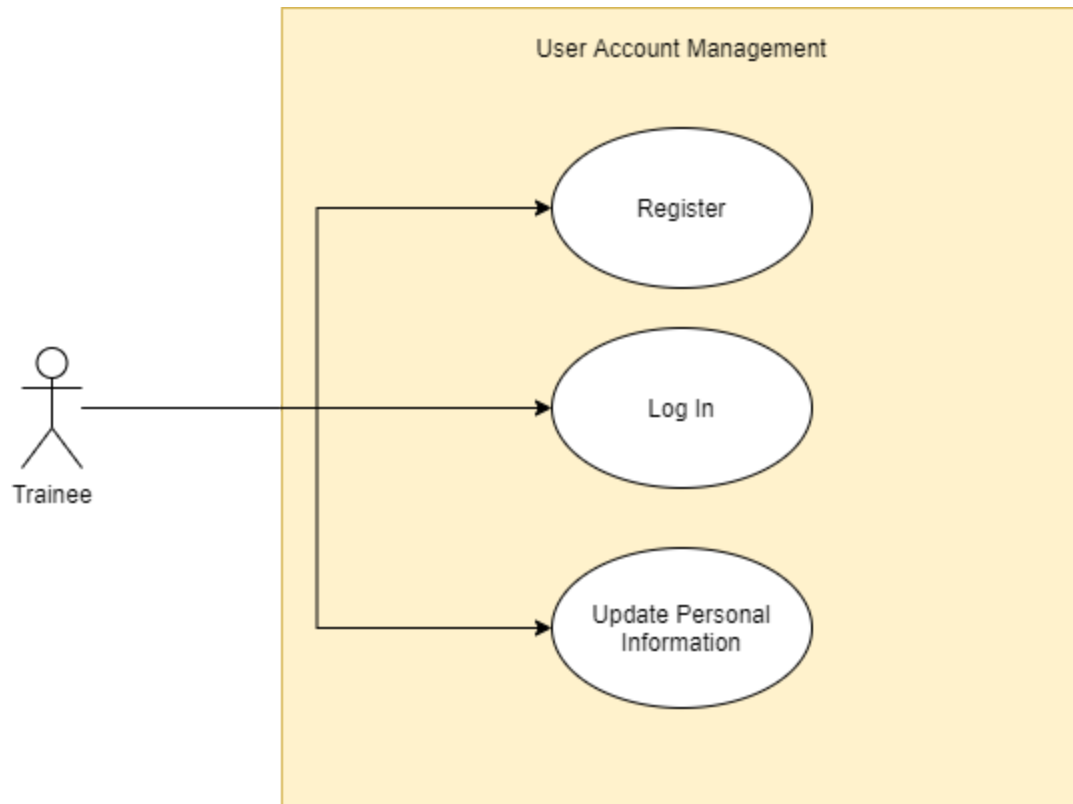 User Account Management
Register
Log In
Trainee
Update Personal
Information